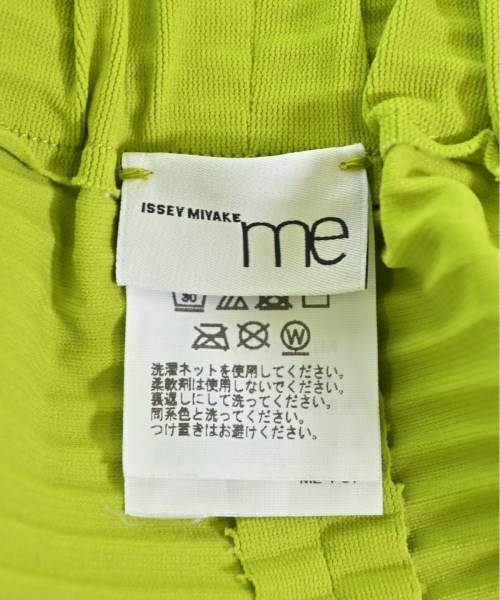 ISSEY MIYAKE
me
30
W
洗濯ネットを使用してください。
柔軟剤は使用しないでください。
裏返しにして洗ってください。
同系色と洗ってください。
つけ置きはお避けください。